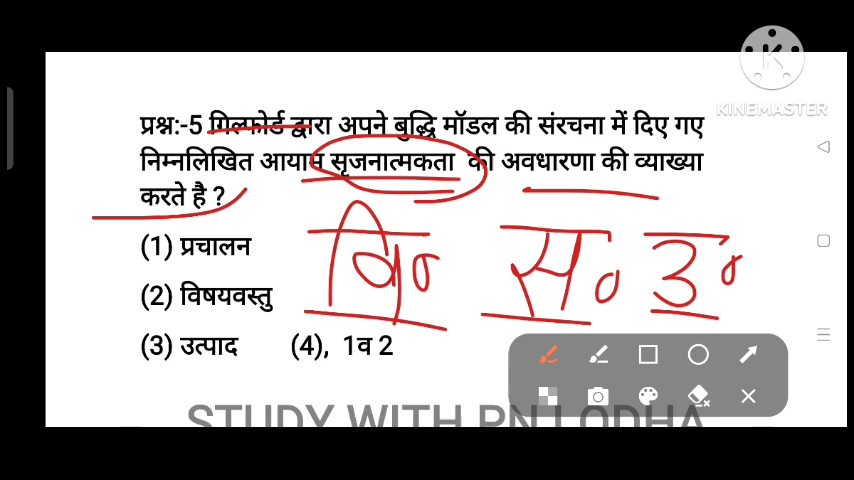 KINEMASTER
प्रश्न:-5 गिल्फोर्ड द्वारा अपने बुद्धि मॉडल की संरचना में दिए गए
निम्नलिखित आयाम सृजनात्मकता की अवधारणा की व्याख्या
करते है ?
(1) प्रचालन
वि० स० उ०
(2) विषयवस्तु
(3) उत्पाद (4), 1व 2
STUDY WITH PN LODHA